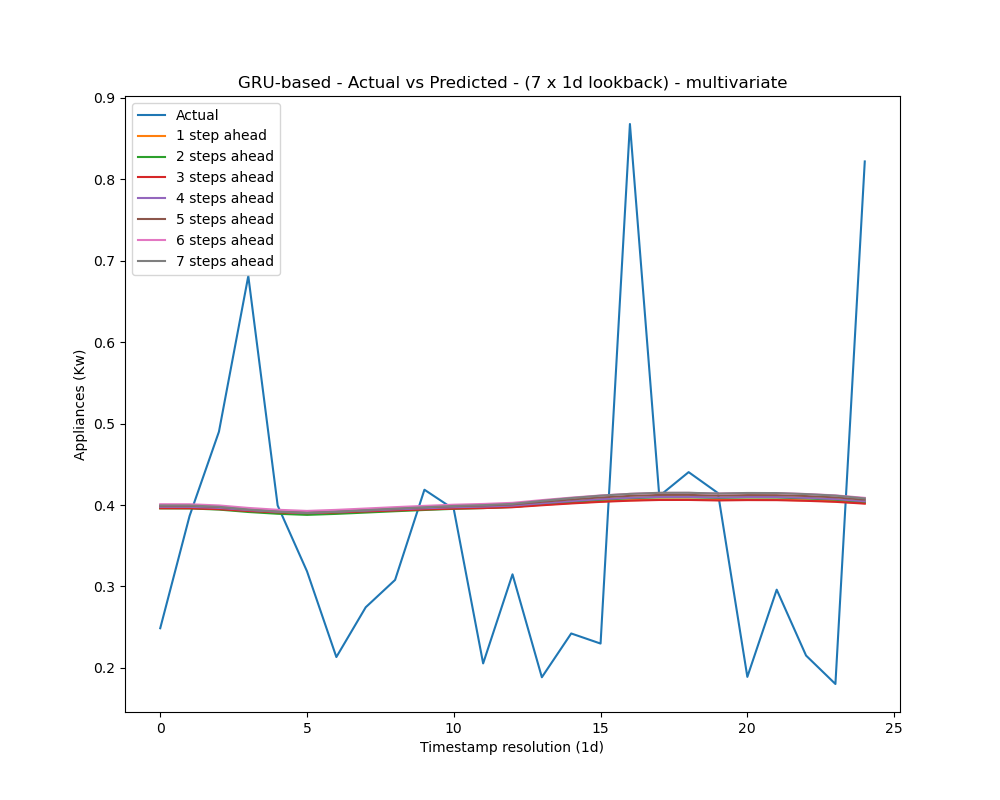 GRU-based - Actual vs Predicted - (7 x 1d lookback) - multivariate
Actual
1 step ahead
2 steps ahead
3 steps ahead
4 steps ahead
5 steps ahead
6 steps ahead
7 steps ahead
0.9
0.8
0.7
0.6
0.5
0.4
0.3
0.2
Appliances (Kw)
0 5 10 15 20 25
Timestamp resolution (1d)